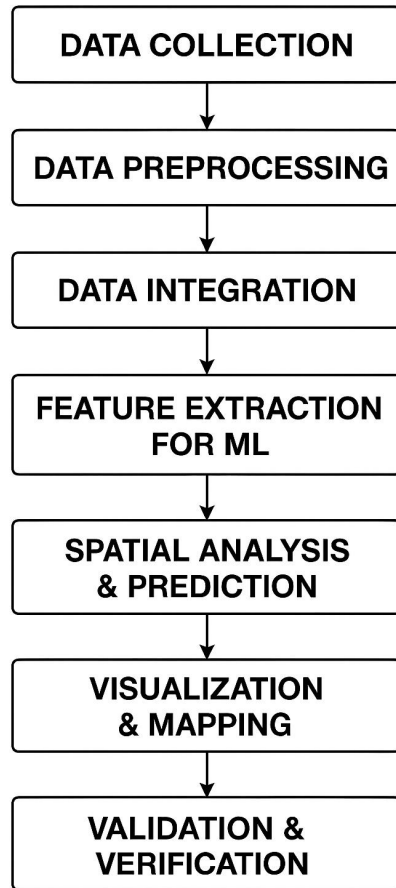 DATA COLLECTION
DATA PREPROCESSING
DATA INTEGRATION
FEATURE EXTRACTION
FOR ML
SPATIAL ANALYSIS
& PREDICTION
VISUALIZATION
& MAPPING
VALIDATION &
VERIFICATION